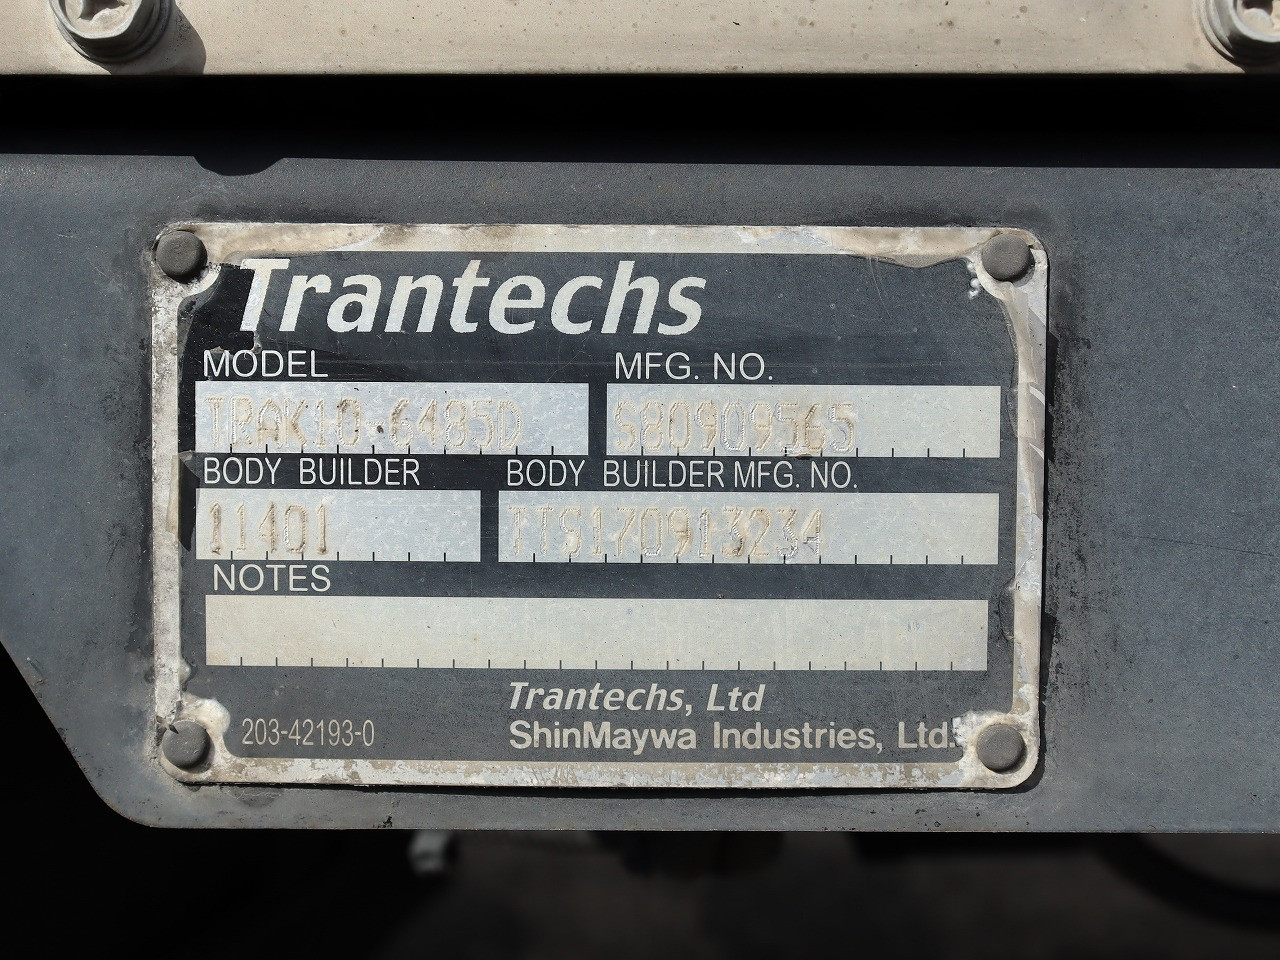 Trantechs
MODEL MFG. NO.
TRAK10-6485D S80909565
BODY BUILDER BODY BUILDER MFG. NO.
11401 TTS170913234
NOTES
Trantechs, Ltd
203-42193-0 ShinMaywa Industries, Ltd.